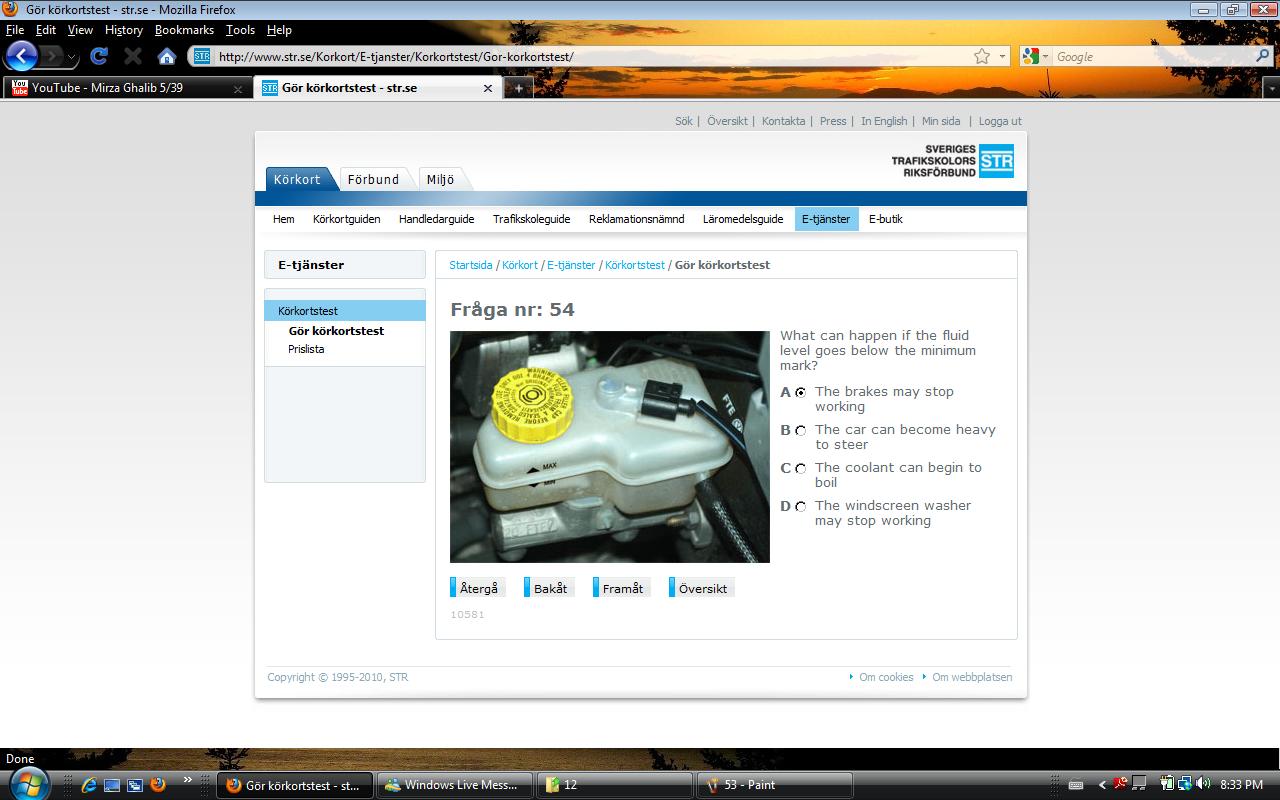 Gör körkortstest - str.se - Mozilla Firefox
File Edit View History Bookmarks Tools Help
STR http://www.str.se/Korkort/E-tjanster/Korkortstest/Gor-korkortstest/ Google
You Tube YouTube - Mirza Ghalib 5/39 STR Gör körkortstest - str.se
Sök | Översikt | Kontakta | Press | In English | Min sida | Logga ut
SVERIGES
TRAFIKSKOLORS
RIKSFÖRBUND
STR
Körkort Förbund Miljö
Hem Körkortguiden Handledarguide Trafikskoleguide Reklamationsnämnd Läromedelsguide E-tjänster E-butik
E-tjänster
Körkortstest
Gör körkortstest
Prislista
Startsida / Körkort / E-tjänster / Körkortstest / Gör körkortstest
Fråga nr: 54
FTE
MAX
MIN
What can happen if the fluid
level goes below the minimum
mark?
A The brakes may stop
working
B The car can become heavy
to steer
C The coolant can begin to
boil
D The windscreen washer
may stop working
Återgå Bakåt Framåt Översikt
10581
Copyright © 1995-2010, STR
Om cookies Om webbplatsen
Done
Gör körkortstest - st... Windows Live Mess... 12 53 - Paint 8:33 PM